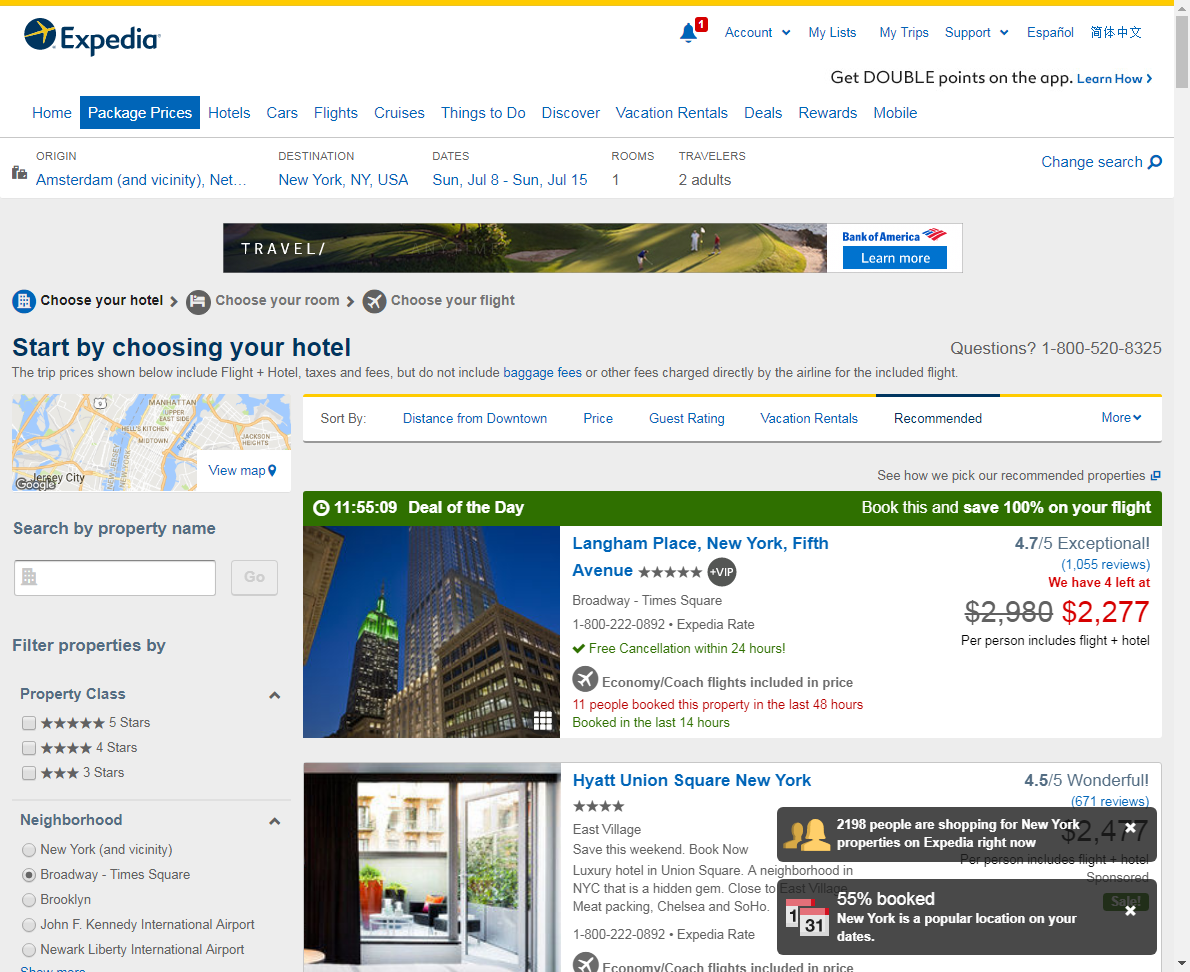 Expedia
1
Account
My Lists
My Trips
Support
Español
简体中文
Get DOUBLE points on the app. Learn How
Home
Package Prices
Hotels
Cars
Flights
Cruises
Things to Do
Discover
Vacation Rentals
Deals
Rewards
Mobile
ORIGIN
DESTINATION
DATES
ROOMS
TRAVELERS
Amsterdam (and vicinity), Net...
New York, NY, USA
Sun, Jul 8 - Sun, Jul 15
1
2 adults
Change search
TRAVEL/
Bank of America
Learn more
Choose your hotel
Choose your room
Choose your flight
Start by choosing your hotel
Questions? 1-800-520-8325
The trip prices shown below include Flight + Hotel, taxes and fees, but do not include baggage fees or other fees charged directly by the airline for the included flight.
9
MANHATTAN
UPPER EAST SIDE
HELL'S KITCHEN
MIDTOWN
JACKSON HEIGHTS
NEW JERSEY
NEW YORK
East River
Jersey City
Google
View map
Sort By:
Distance from Downtown
Price
Guest Rating
Vacation Rentals
Recommended
More
See how we pick our recommended properties
Search by property name
Go
Filter properties by
Property Class
5 Stars
4 Stars
3 Stars
Neighborhood
New York (and vicinity)
Broadway - Times Square
Brooklyn
John F. Kennedy International Airport
Newark Liberty International Airport
Show more
11:55:09 Deal of the Day
Book this and save 100% on your flight
Langham Place, New York, Fifth
Avenue
+VIP
Broadway - Times Square
1-800-222-0892 • Expedia Rate
Free Cancellation within 24 hours!
Economy/Coach flights included in price
11 people booked this property in the last 48 hours
Booked in the last 14 hours
4.7/5 Exceptional!
(1,055 reviews)
We have 4 left at
$2,980 $2,277
Per person includes flight + hotel
Hyatt Union Square New York
East Village
Save this weekend. Book Now
Luxury hotel in Union Square. A neighborhood in
NYC that is a hidden gem. Close to East Village,
Meat packing, Chelsea and SoHo.
1-800-222-0892 • Expedia Rate
Economy/Coach flights included in price
4.5/5 Wonderful!
(671 reviews)
$2,477
Per person includes flight + hotel
Sponsored
Sale!
2198 people are shopping for New York
properties on Expedia right now
1
31
55% booked
New York is a popular location on your
dates.